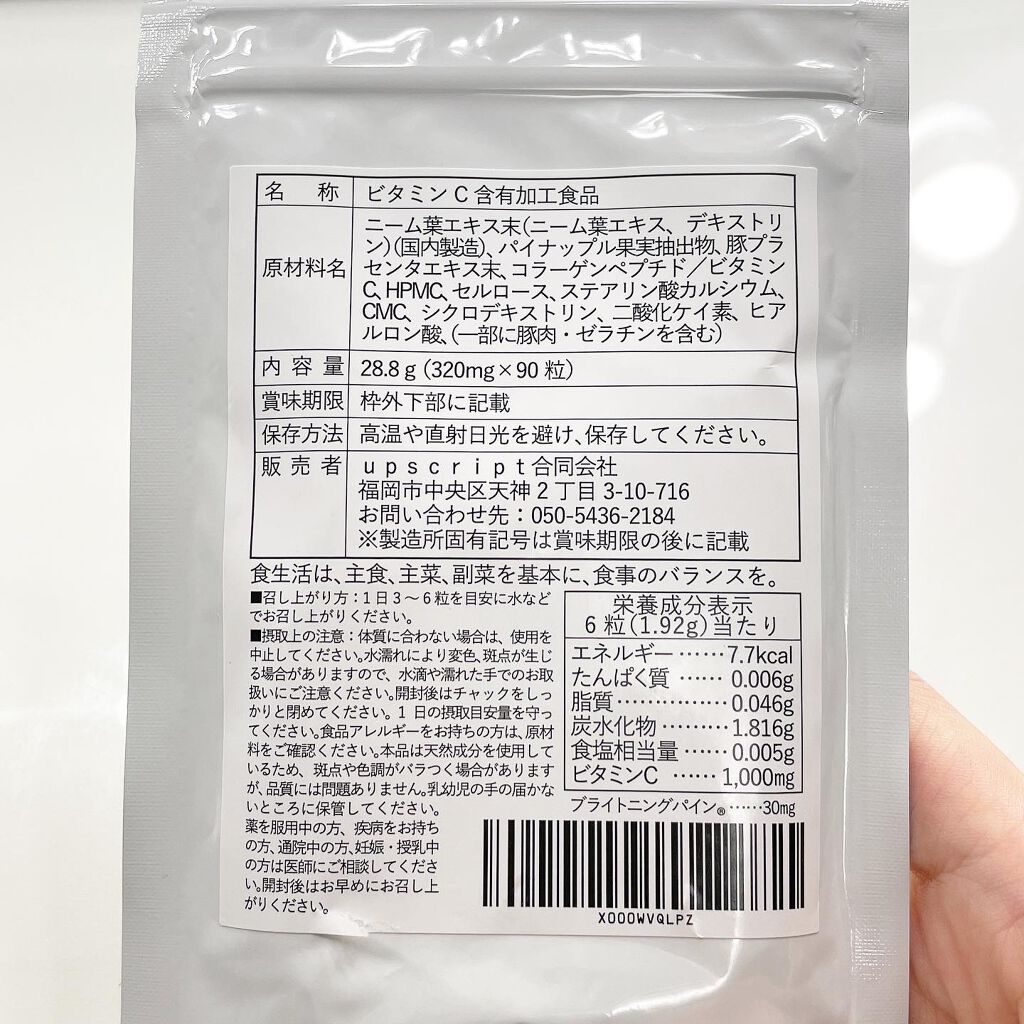 名称 ビタミンC含有加工食品
原材料名 ニーム葉エキス末(ニーム葉エキス、デキストリ
ン)(国内製造)、パイナップル果実抽出物、豚プラ
センタエキス末、コラーゲンペプチド/ビタミン
C、HPMC、セルロース、ステアリン酸カルシウム、
CMC、シクロデキストリン、二酸化ケイ素、ヒア
ルロン酸、(一部に豚肉・ゼラチンを含む)
内容量 28.8g(320mg×90粒)
賞味期限 枠外下部に記載
保存方法 高温や直射日光を避け、保存してください。
販売者 upscript合同会社
福岡市中央区天神2丁目3-10-716
お問い合わせ先:050-5436-2184
※製造所固有記号は賞味期限の後に記載
食生活は、主食、主菜、副菜を基本に、食事のバランスを。
■召し上がり方:1日3〜6粒を目安に水など
でお召し上がりください。
■摂取上の注意:体質に合わない場合は、使用を
中止してください。水濡れにより変色、斑点が生じ
る場合がありますので、水滴や濡れた手でのお取
扱いにご注意ください。開封後はチャックをしっ
かりと閉めてください。1日の摂取目安量を守っ
てください。食品アレルギーをお持ちの方は、原材
料をご確認ください。本品は天然成分を使用して
いるため、斑点や色調がバラつく場合があります
が、品質には問題ありません。乳幼児の手の届かな
いところに保管してください。
薬を服用中の方、疾病をお持ち
の方、通院中の方、妊娠・授乳中
の方は医師にご相談してくださ
い。開封後はお早めにお召し上
がりください。
栄養成分表示
6粒(1.92g)当たり
エネルギー……7.7kcal
たんぱく質……0.006g
脂質……………0.046g
炭水化物………1.816g
食塩相当量……0.005g
ビタミンC……1,000mg
ブライトニングパイン®……30mg
X000WVQLPZ